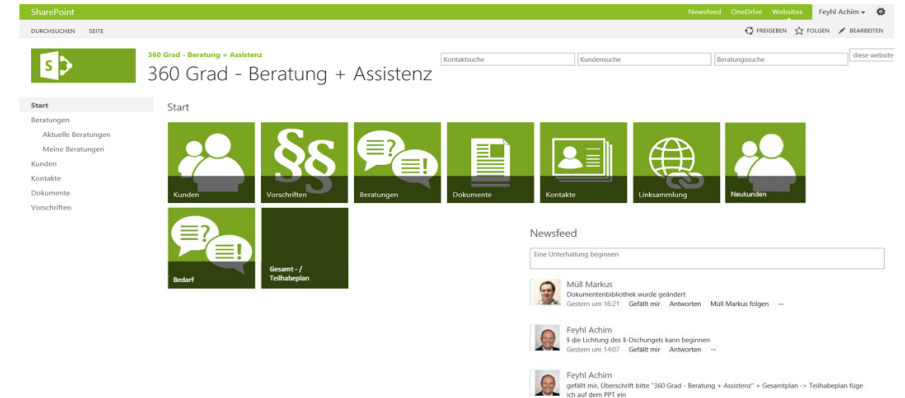 SharePoint
Newsfeed OneDrive Websites Feyhl Achim
DURCHSUCHEN SEITE
FREIGEBEN FOLGEN BEARBEITEN
S
360 Grad - Beratung + Assistenz
360 Grad - Beratung + Assistenz
Kontaktsuche
Kundensuche
Beratungssuche
diese website
Start
Beratungen
Aktuelle Beratungen
Meine Beratungen
Kunden
Kontakte
Dokumente
Vorschriften
Start
§§
?
!
Kunden
Vorschriften
Beratungen
Dokumente
Kontakte
Linksammlung
Neukunden
?
!
Bedarf
Gesamt - /
Teilhabeplan
Newsfeed
Eine Unterhaltung beginnen
Müll Markus
Dokumentenbibliothek wurde geändert
Gestern um 16:21 Gefällt mir Antworten Müll Markus folgen ...
Feyhl Achim
§ die Lichtung des §-Dschungels kann beginnen
Gestern um 14:07 Gefällt mir Antworten ...
Feyhl Achim
gefällt mir, Überschrift bitte "360 Grad - Beratung + Assistenz" + Gesamtplan -> Teilhabeplan füge
ich auf dem PPT ein